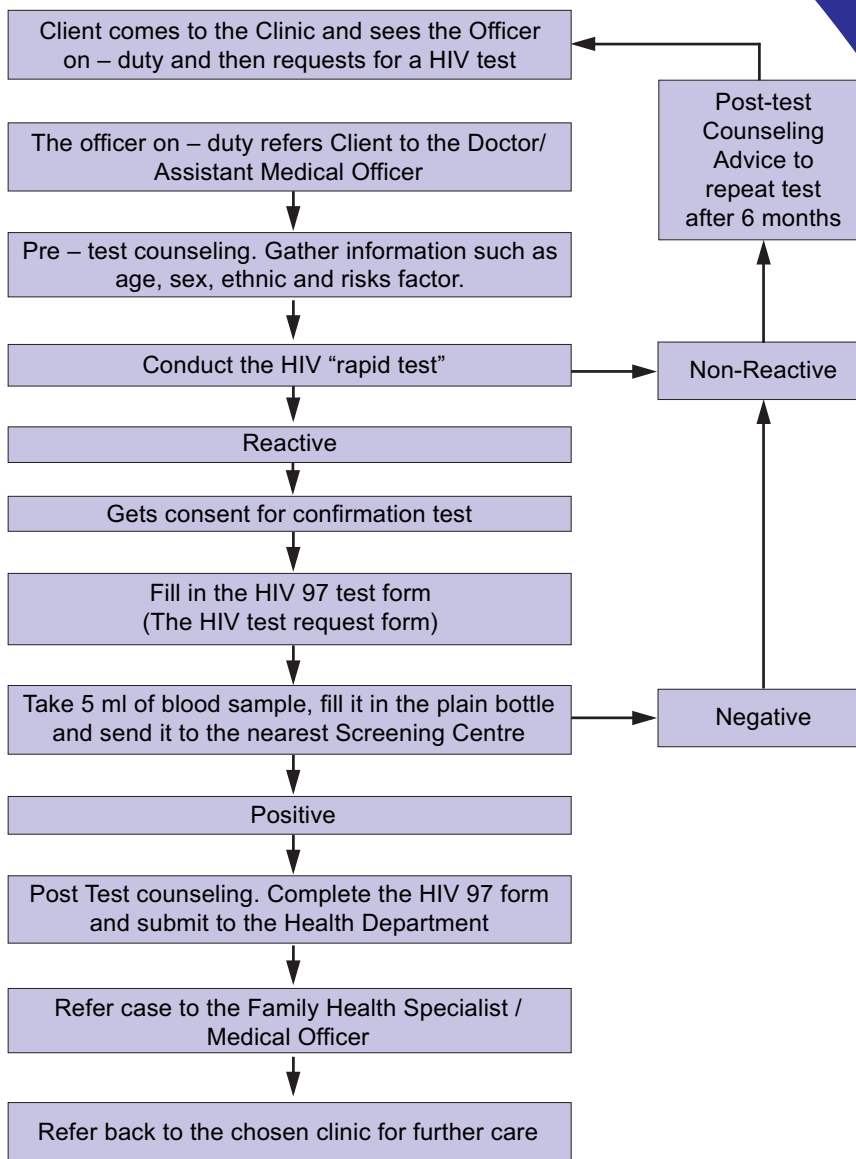 Client comes to the Clinic and sees the Officer
on – duty and then requests for a HIV test
Post-test
Counseling
Advice to
repeat test
after 6 months
The officer on – duty refers Client to the Doctor/
Assistant Medical Officer
Pre – test counseling. Gather information such as
age, sex, ethnic and risks factor.
Conduct the HIV “rapid test”
Non-Reactive
Reactive
Gets consent for confirmation test
Fill in the HIV 97 test form
(The HIV test request form)
Take 5 ml of blood sample, fill it in the plain bottle
and send it to the nearest Screening Centre
Negative
Positive
Post Test counseling. Complete the HIV 97 form
and submit to the Health Department
Refer case to the Family Health Specialist /
Medical Officer
Refer back to the chosen clinic for further care